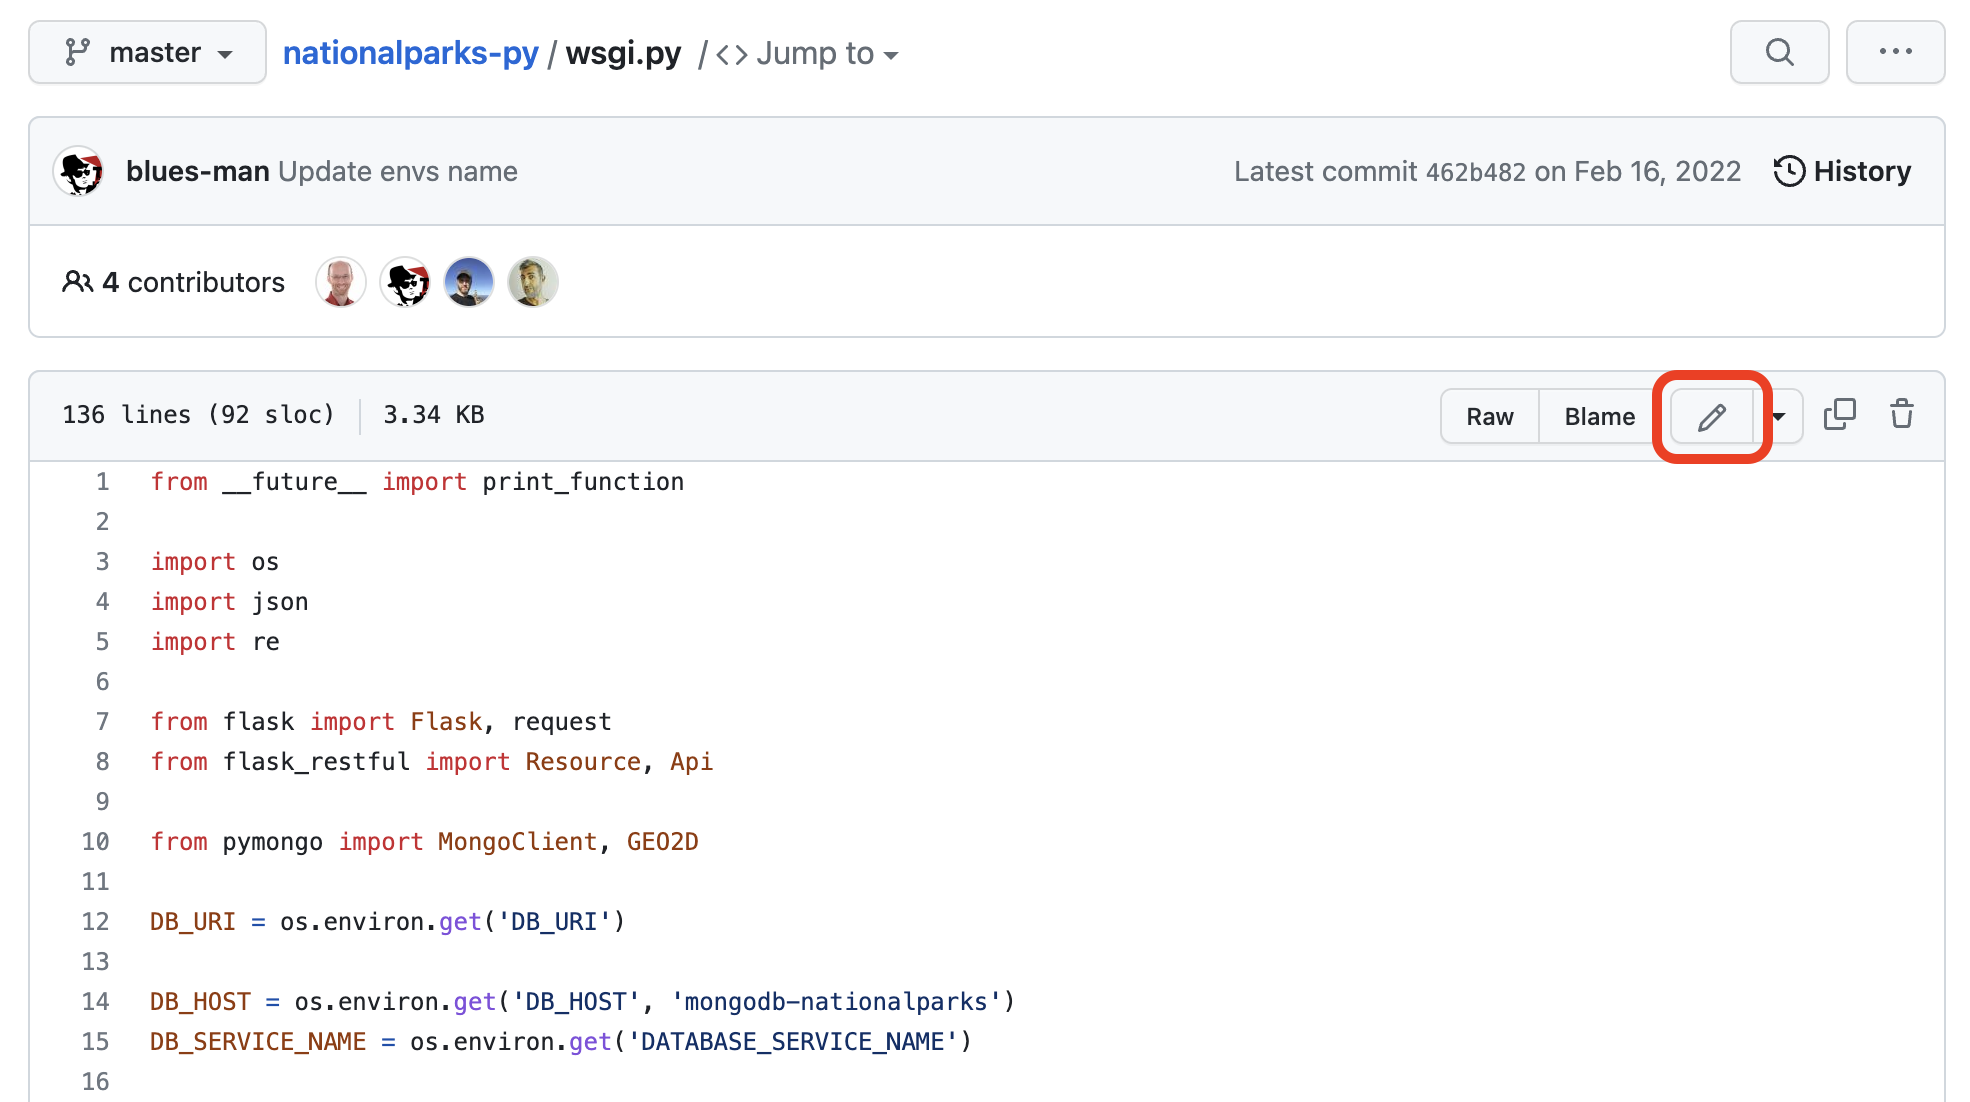 master nationalparks-py / wsgi.py / <> Jump to
blues-man Update envs name Latest commit 462b482 on Feb 16, 2022 History
4 contributors
136 lines (92 sloc) 3.34 KB Raw Blame
1 from __future__ import print_function
2
3 import os
4 import json
5 import re
6
7 from flask import Flask, request
8 from flask_restful import Resource, Api
9
10 from pymongo import MongoClient, GEO2D
11
12 DB_URI = os.environ.get('DB_URI')
13
14 DB_HOST = os.environ.get('DB_HOST', 'mongodb-nationalparks')
15 DB_SERVICE_NAME = os.environ.get('DATABASE_SERVICE_NAME')
16